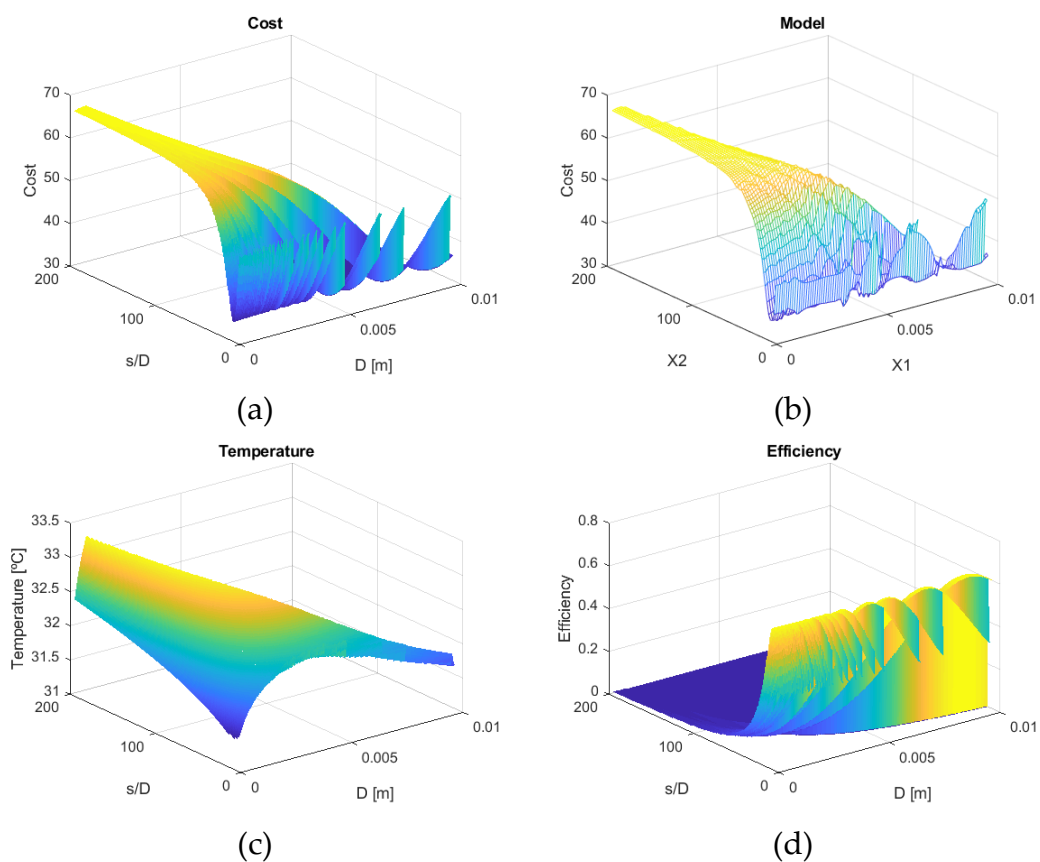 Cost
70
60
50
40
30
Cost
200
100
0
s/D
0
0.005
0.01
D [m]
(a)
Model
70
60
50
40
30
Cost
200
100
0
X2
0
0.005
0.01
X1
(b)
Temperature
33.5
33
32.5
32
31.5
31
Temperature [ºC]
200
100
0
s/D
0
0.005
0.01
D [m]
(c)
Efficiency
0.8
0.6
0.4
0.2
0
Efficiency
200
100
0
s/D
0
0.005
0.01
D [m]
(d)